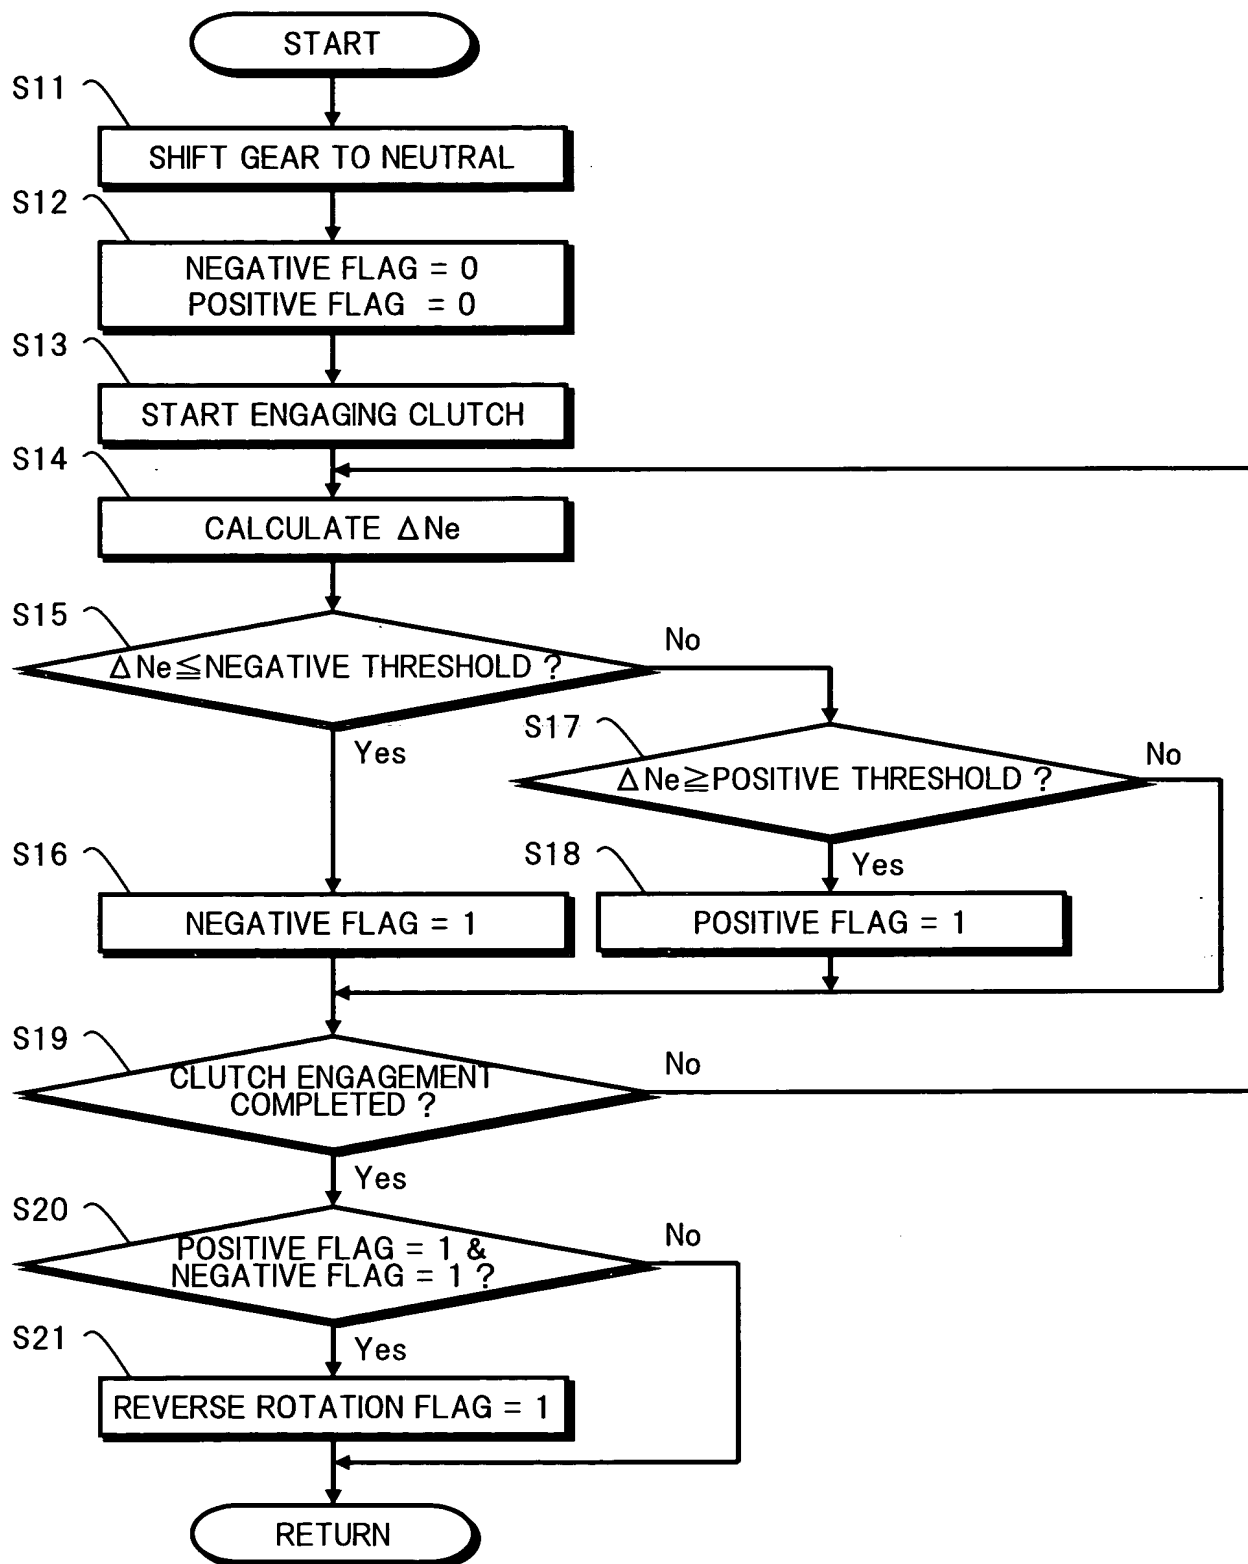 START
S11
SHIFT GEAR TO NEUTRAL
S12
NEGATIVE FLAG = 0
POSITIVE FLAG = 0
S13
START ENGAGING CLUTCH
S14
CALCULATE ΔNe
S15
ΔNe≦NEGATIVE THRESHOLD ?
No
Yes
S17
ΔNe≧POSITIVE THRESHOLD ?
No
Yes
S16
NEGATIVE FLAG = 1
S18
POSITIVE FLAG = 1
S19
CLUTCH ENGAGEMENT
COMPLETED ?
No
Yes
S20
POSITIVE FLAG = 1 &
NEGATIVE FLAG = 1 ?
No
Yes
S21
REVERSE ROTATION FLAG = 1
RETURN